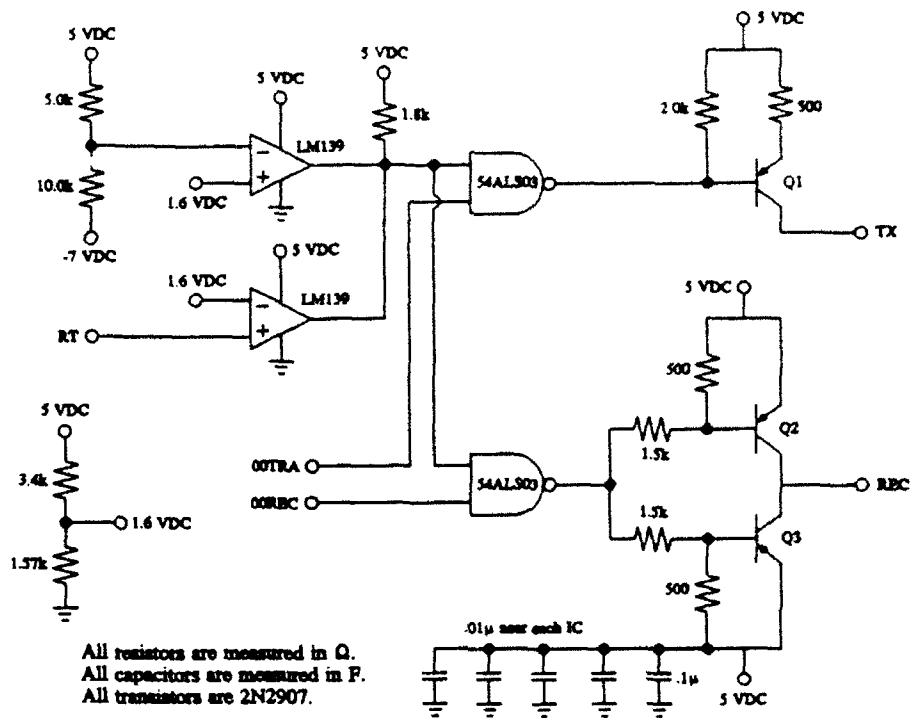 5 VDC
5.0k
10.0k
-7 VDC
5 VDC
LM139
1.6 VDC
5 VDC
1.8k
54ALS03
5 VDC
2.0k
500
Q1
TX
1.6 VDC
5 VDC
LM139
RT
5 VDC
3.4k
1.6 VDC
1.57k
00TRA
00REC
54ALS03
5 VDC
500
1.5k
Q2
REC
1.5k
Q3
500
.01µ near each IC
.1µ
5 VDC
All resistors are measured in Ω.
All capacitors are measured in F.
All transistors are 2N2907.